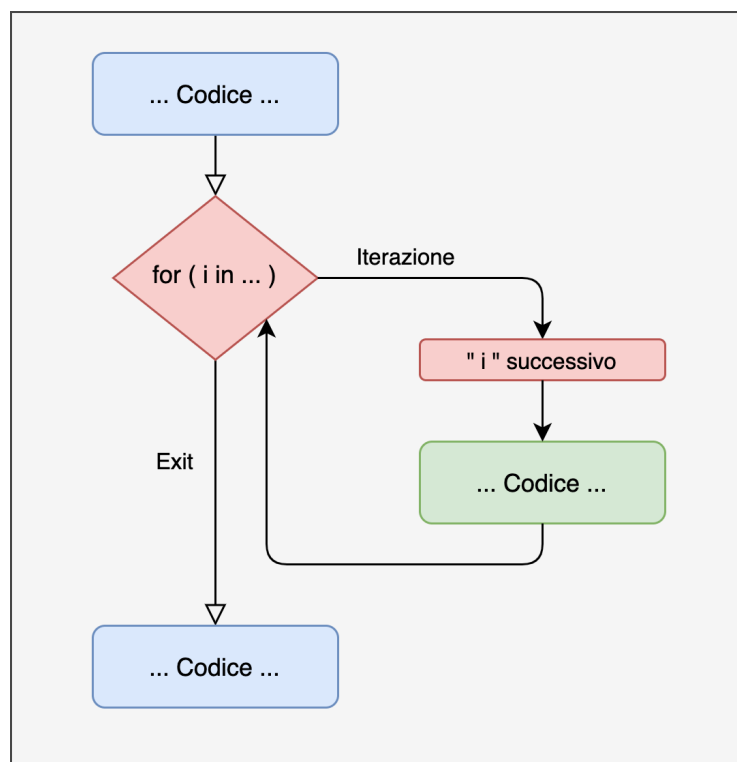 ... Codice ...
for ( i in ... )
Iterazione
" i " successivo
... Codice ...
Exit
... Codice ...